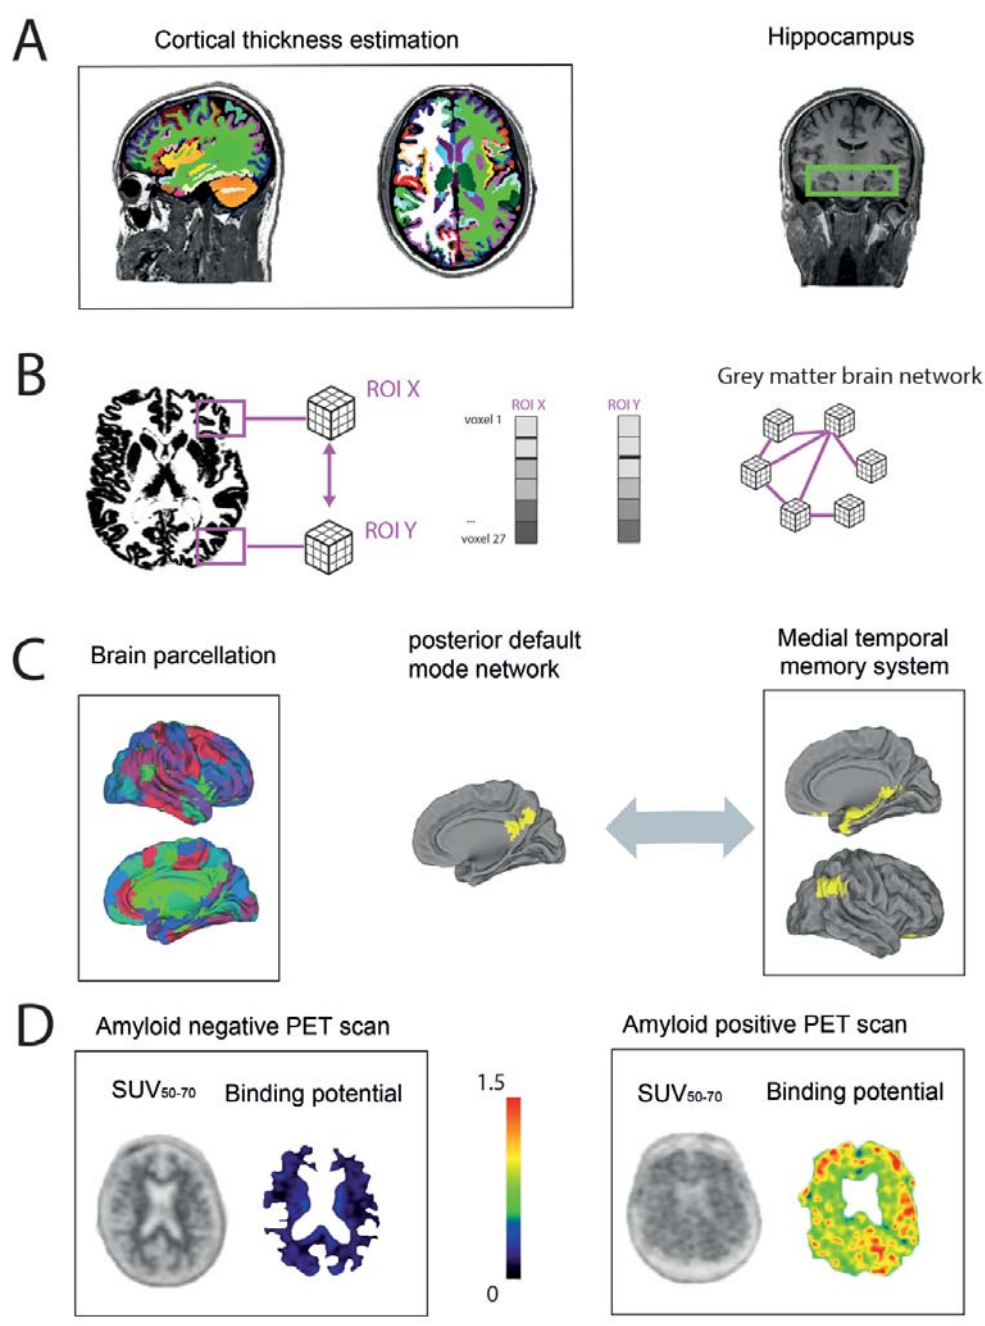 A
Cortical thickness estimation
Hippocampus
B
ROI X
ROI Y
voxel 1
...
voxel 27
ROI X
ROI Y
Grey matter brain network
C
Brain parcellation
posterior default
mode network
Medial temporal
memory system
D
Amyloid negative PET scan
SUV50-70
Binding potential
1.5
0
Amyloid positive PET scan
SUV50-70
Binding potential